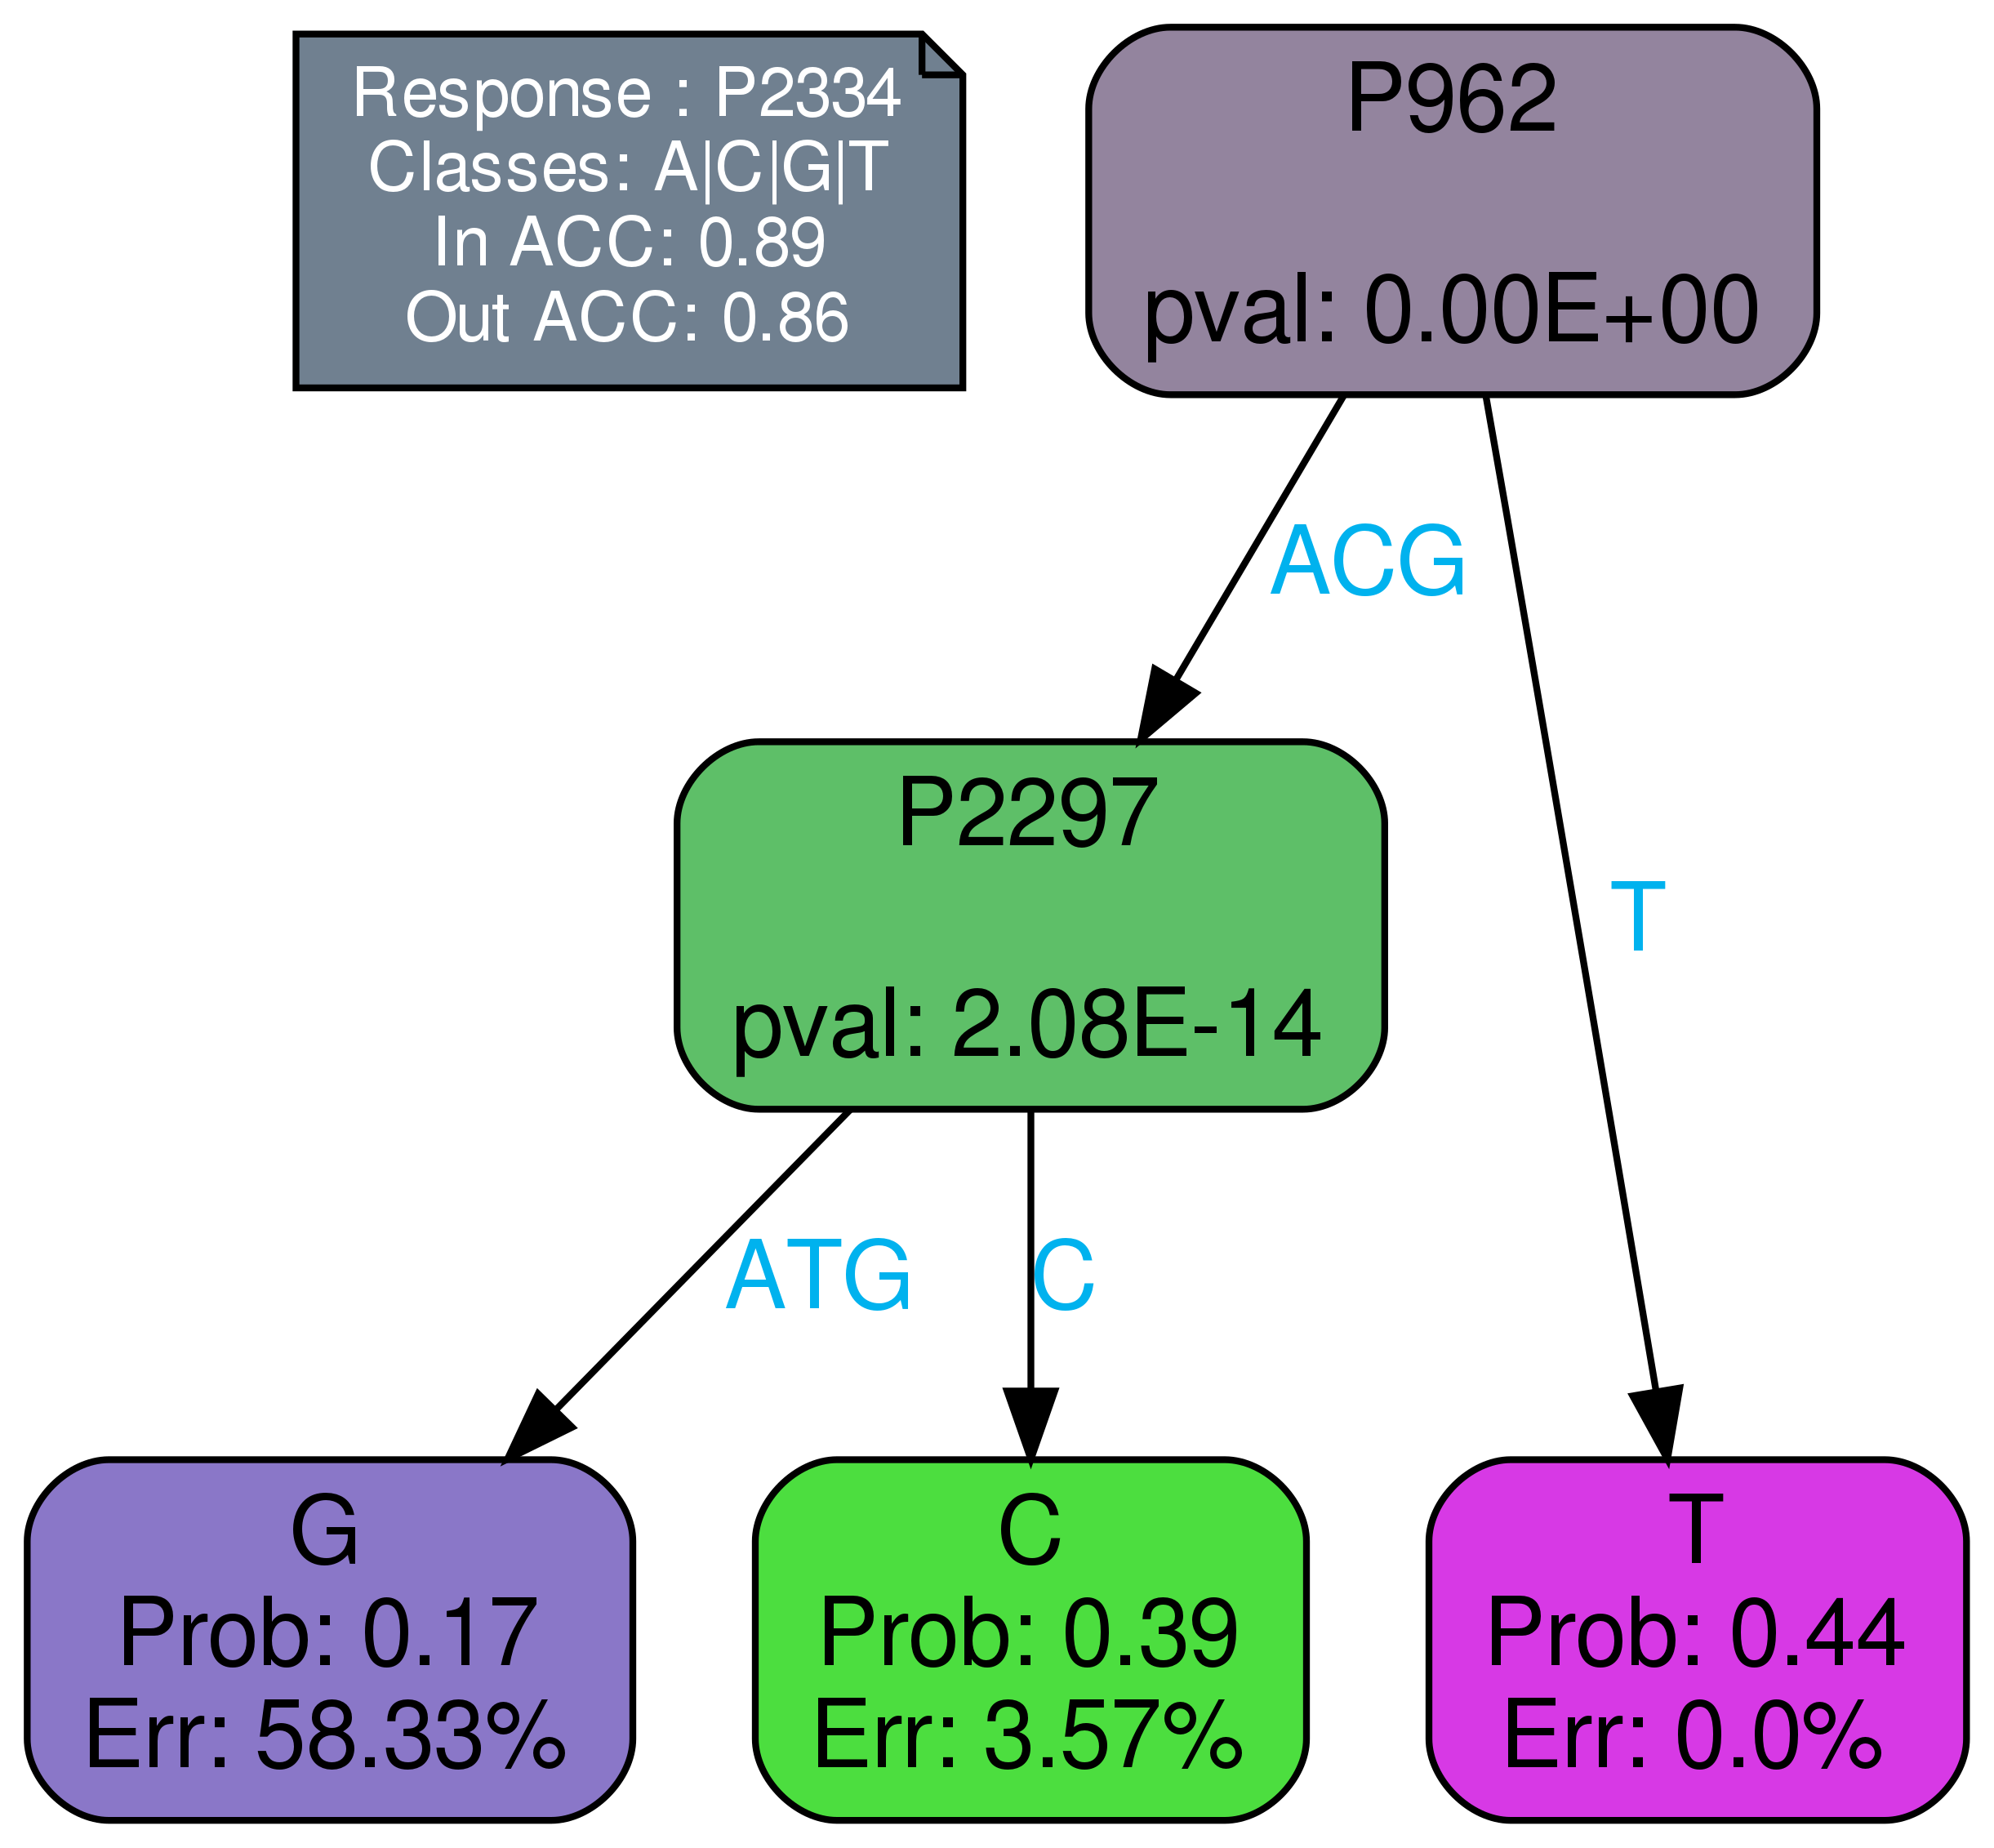 Response : P2334
Classes: A|C|G|T
In ACC: 0.89
Out ACC: 0.86
P962
pval: 0.00E+00
ACG
T
P2297
pval: 2.08E-14
ATG
C
G
Prob: 0.17
Err: 58.33%
C
Prob: 0.39
Err: 3.57%
T
Prob: 0.44
Err: 0.0%